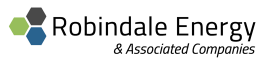 Robindale Energy
& Associated Companies